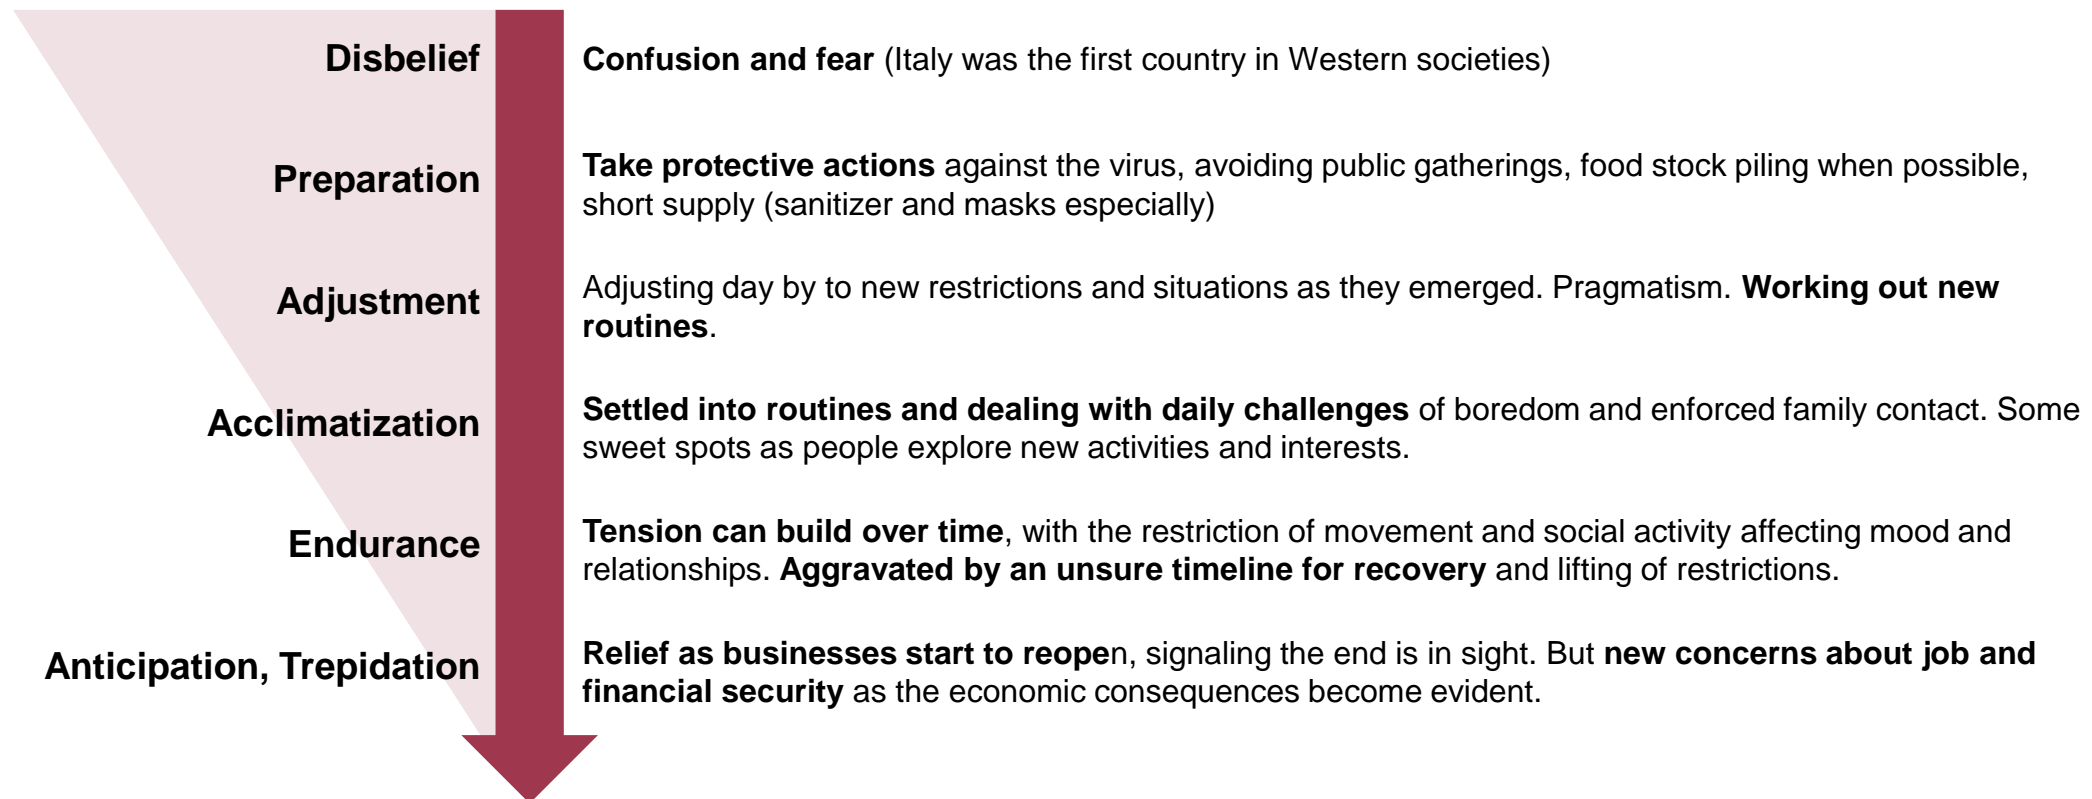 Disbelief
Confusion and fear (Italy was the first country in Western societies)
Preparation
Take protective actions against the virus, avoiding public gatherings, food stock piling when possible,
short supply (sanitizer and masks especially)
Adjustment
Adjusting day by to new restrictions and situations as they emerged. Pragmatism. Working out new
routines.
Acclimatization
Settled into routines and dealing with daily challenges of boredom and enforced family contact. Some
sweet spots as people explore new activities and interests.
Endurance
Tension can build over time, with the restriction of movement and social activity affecting mood and
relationships. Aggravated by an unsure timeline for recovery and lifting of restrictions.
Anticipation, Trepidation
Relief as businesses start to reopen, signaling the end is in sight. But new concerns about job and
financial security as the economic consequences become evident.